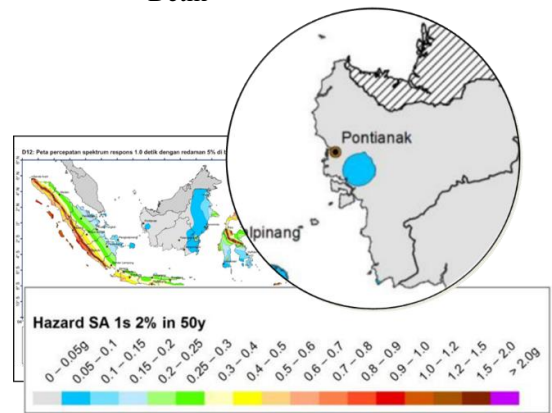 Detik
D12: Peta percepatan spektrum respons 1.0 detik dengan redaman 5% di b
Pontianak
lpinang
Hazard SA 1s 2% in 50y
0 – 0.05g
0.05 – 0.1
0.1 – 0.15
0.15 – 0.2
0.2 – 0.25
0.25 – 0.3
0.3 – 0.4
0.4 – 0.5
0.5 – 0.6
0.6 – 0.7
0.7 – 0.8
0.8 – 0.9
0.9 – 1.0
1.0 – 1.2
1.2 – 1.5
1.5 – 2.0
> 2.0g